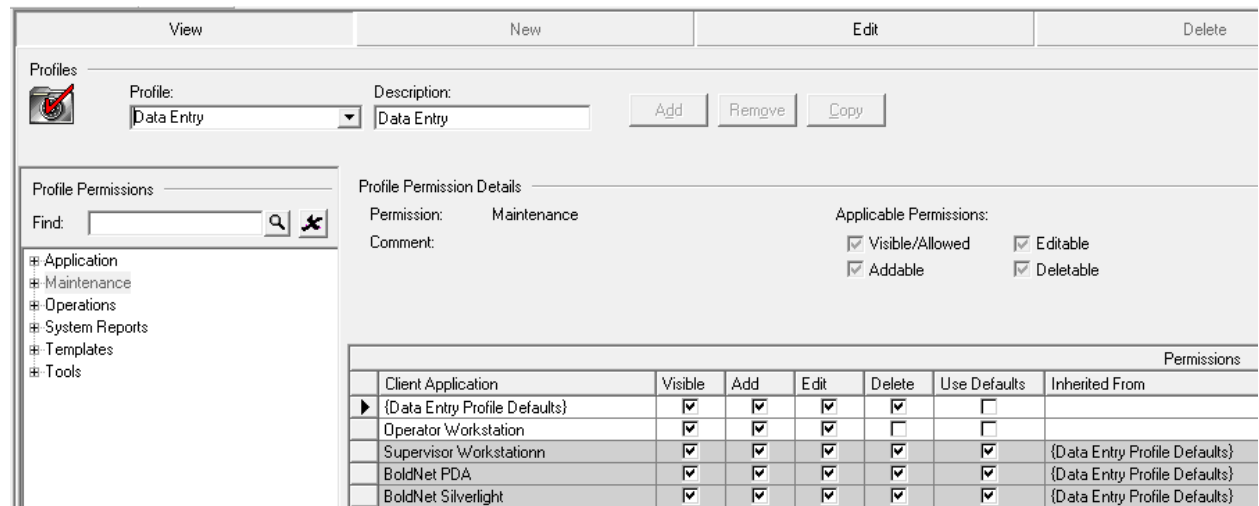 View New Edit Delete
Profiles
Profile: Description:
Data Entry Data Entry Add Remove Copy
Profile Permissions Profile Permission Details
Find: Permission: Maintenance Applicable Permissions:
Comment: Visible/Allowed Editable
Addable Deletable
Application
Maintenance
Operations
System Reports
Templates
Tools
Permissions
Client Application Visible Add Edit Delete Use Defaults Inherited From
{Data Entry Profile Defaults}
Operator Workstation
Supervisor Workstationn {Data Entry Profile Defaults}
BoldNet PDA {Data Entry Profile Defaults}
BoldNet Silverlight {Data Entry Profile Defaults}